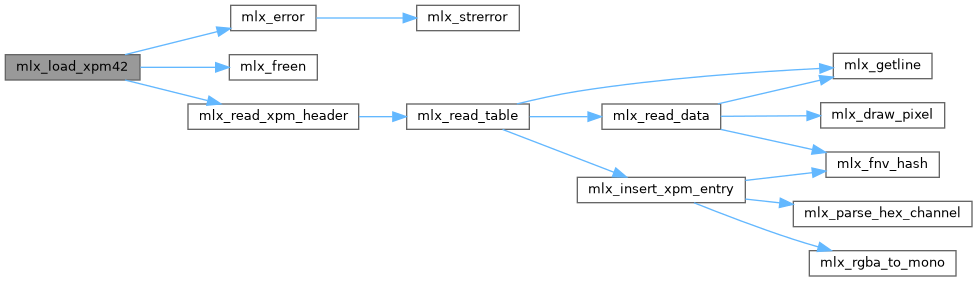 mlx_error
mlx_strerror
mlx_load_xpm42
mlx_freen
mlx_getline
mlx_read_xpm_header
mlx_read_table
mlx_read_data
mlx_draw_pixel
mlx_fnv_hash
mlx_insert_xpm_entry
mlx_parse_hex_channel
mlx_rgba_to_mono